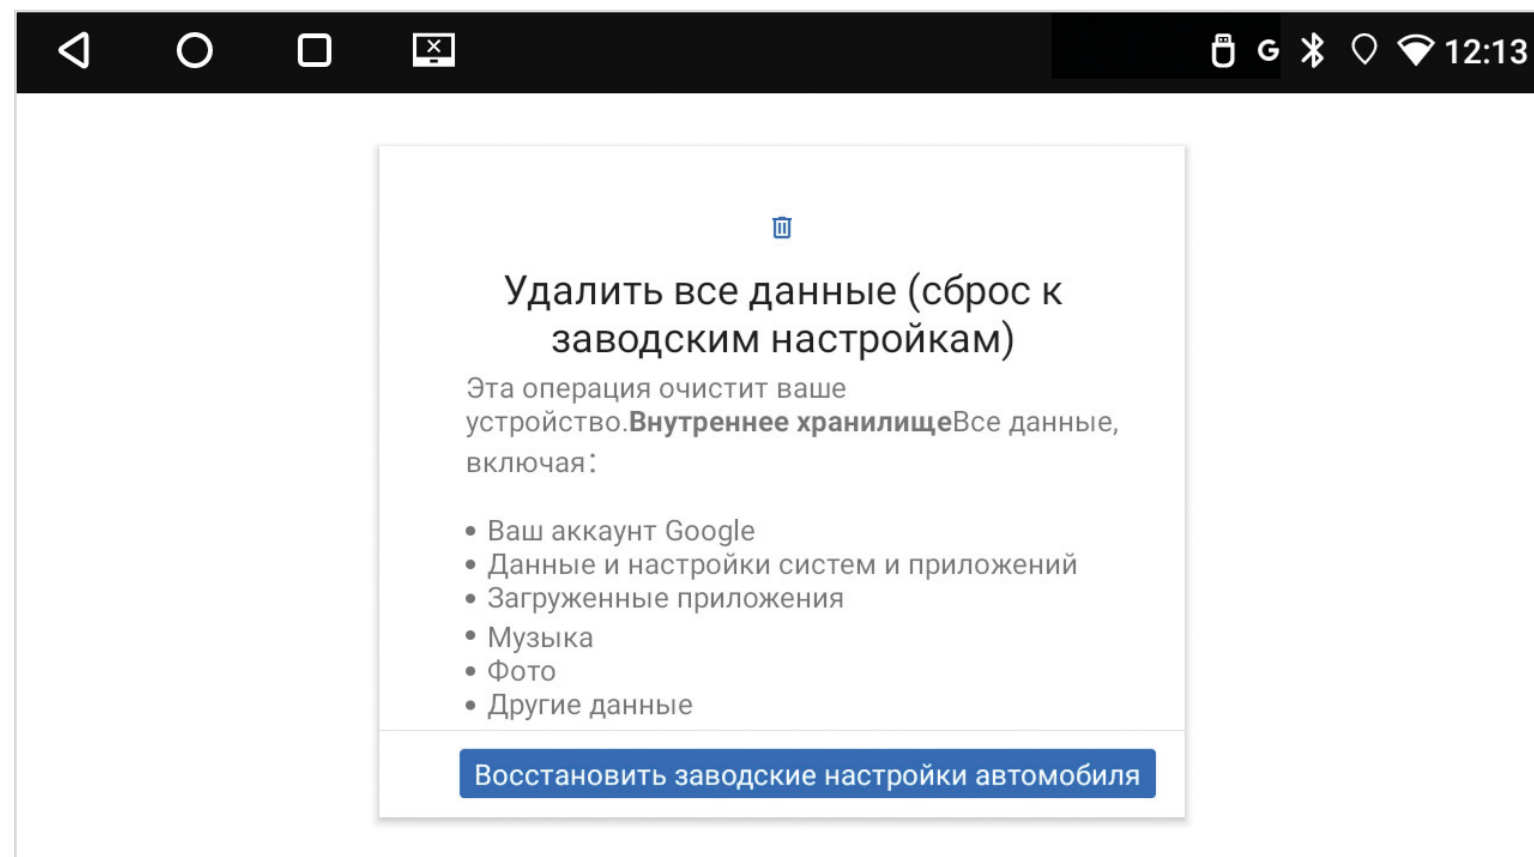 G 12:13
Удалить все данные (сброс к
заводским настройкам)
Эта операция очистит ваше
устройство.Внутреннее хранилищеВсе данные,
включая：
• Ваш аккаунт Google
• Данные и настройки систем и приложений
• Загруженные приложения
• Музыка
• Фото
• Другие данные
Восстановить заводские настройки автомобиля